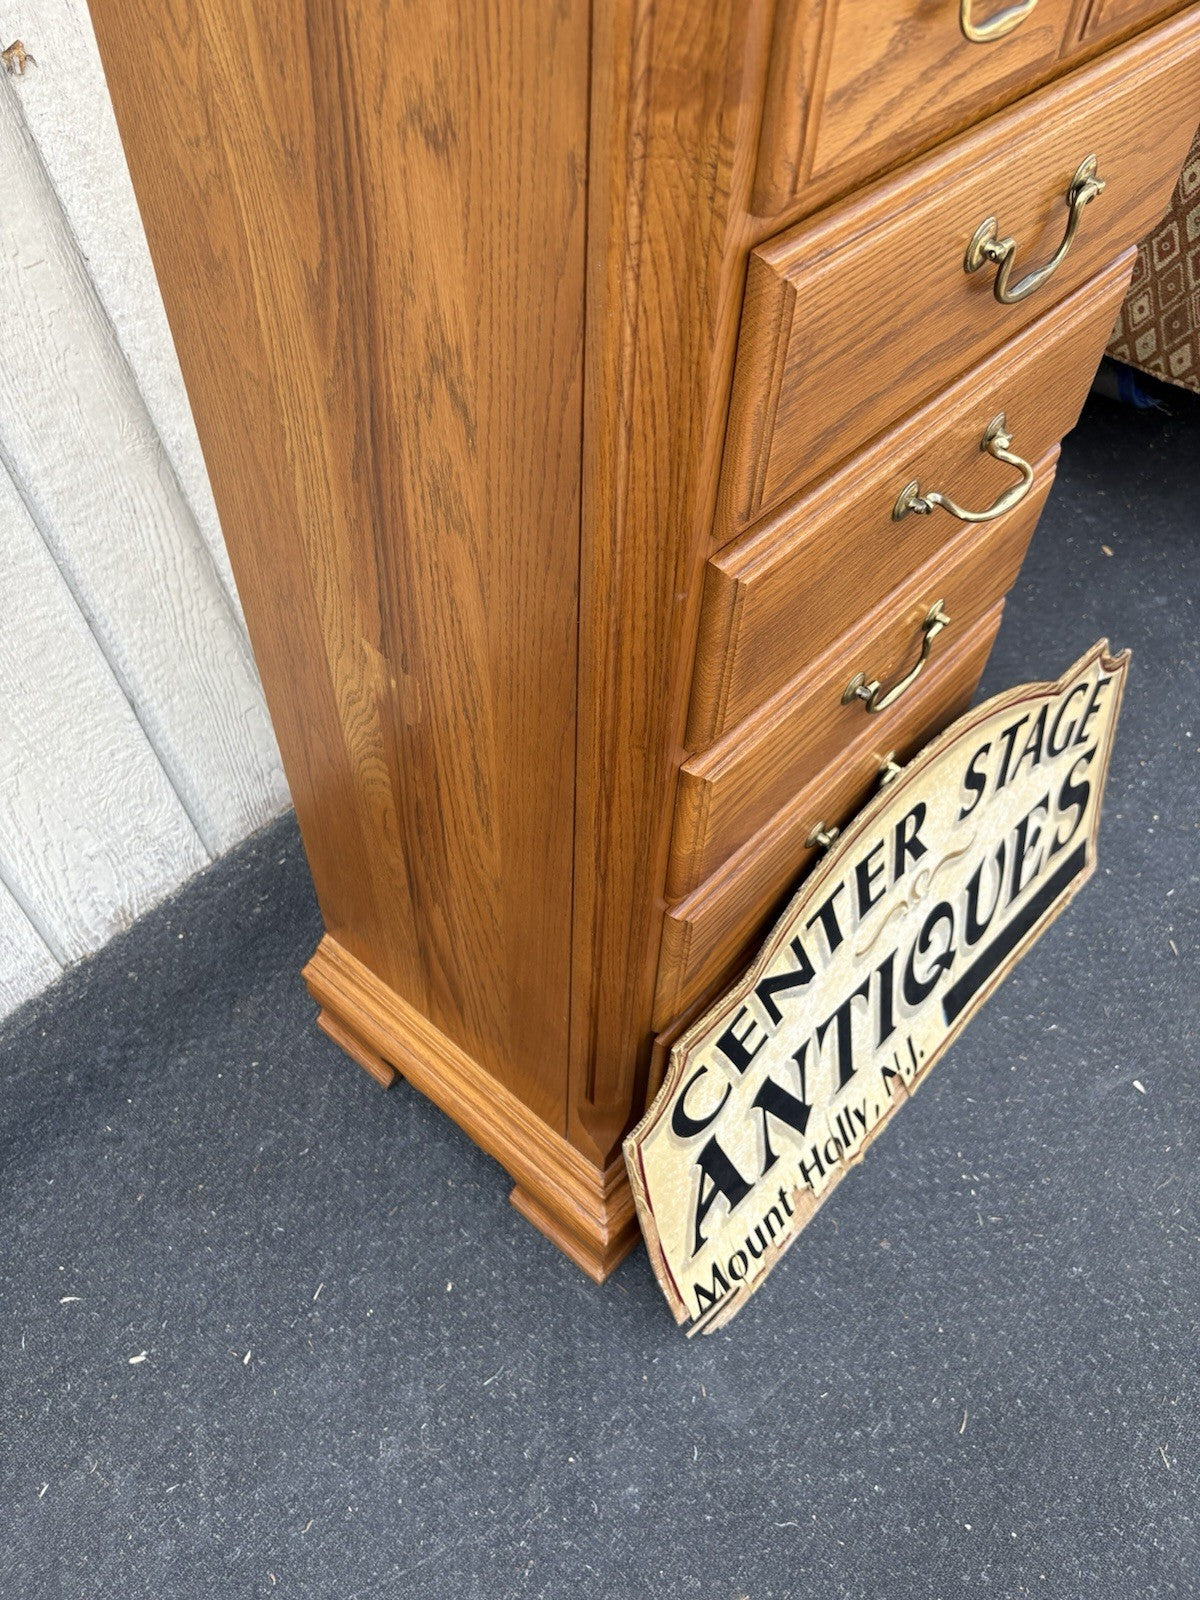 CENTER STAGE
ANTIQUES
Mount Holly, N.J.